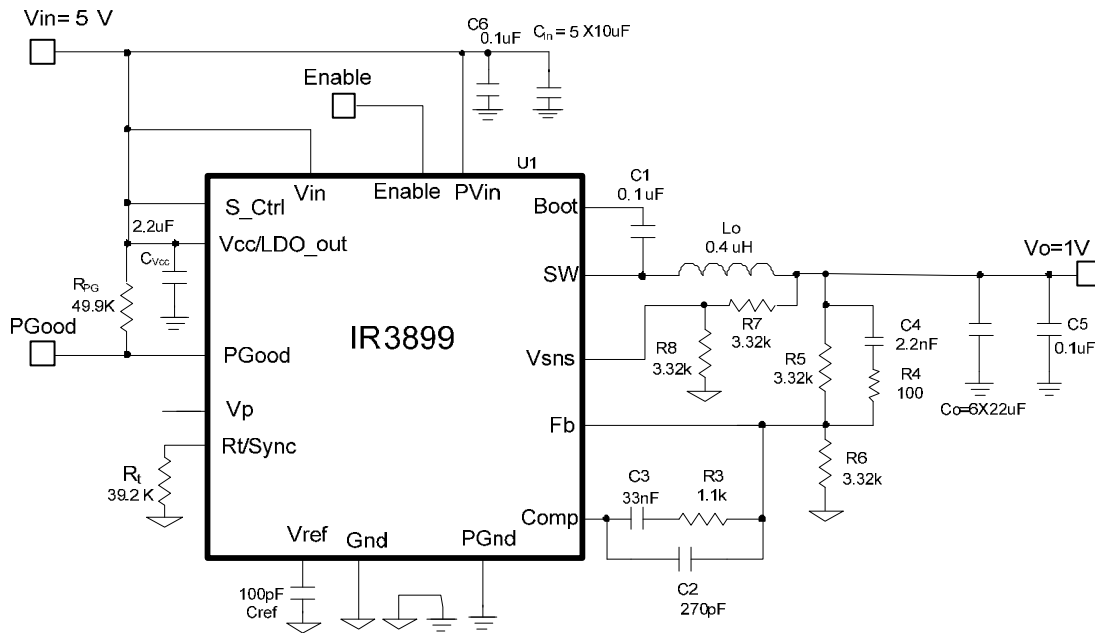 Vin= 5 V
C6
0.1uF
Cin = 5 X10uF
Enable
U1
Vin
Enable
PVin
C1
0.1uF
S_Ctrl
Boot
2.2uF
Vcc/LDO_out
CVcc
Lo
0.4 uH
Vo=1V
SW
RPG
49.9K
PGood
IR3899
R7
3.32k
R8
3.32k
C4
2.2nF
C5
0.1uF
PGood
Vsns
R5
3.32k
R4
100
Co=6X22uF
Vp
Fb
Rt/Sync
Rt
39.2 K
R6
3.32k
C3
33nF
R3
1.1k
Comp
Vref
Gnd
PGnd
100pF
Cref
C2
270pF